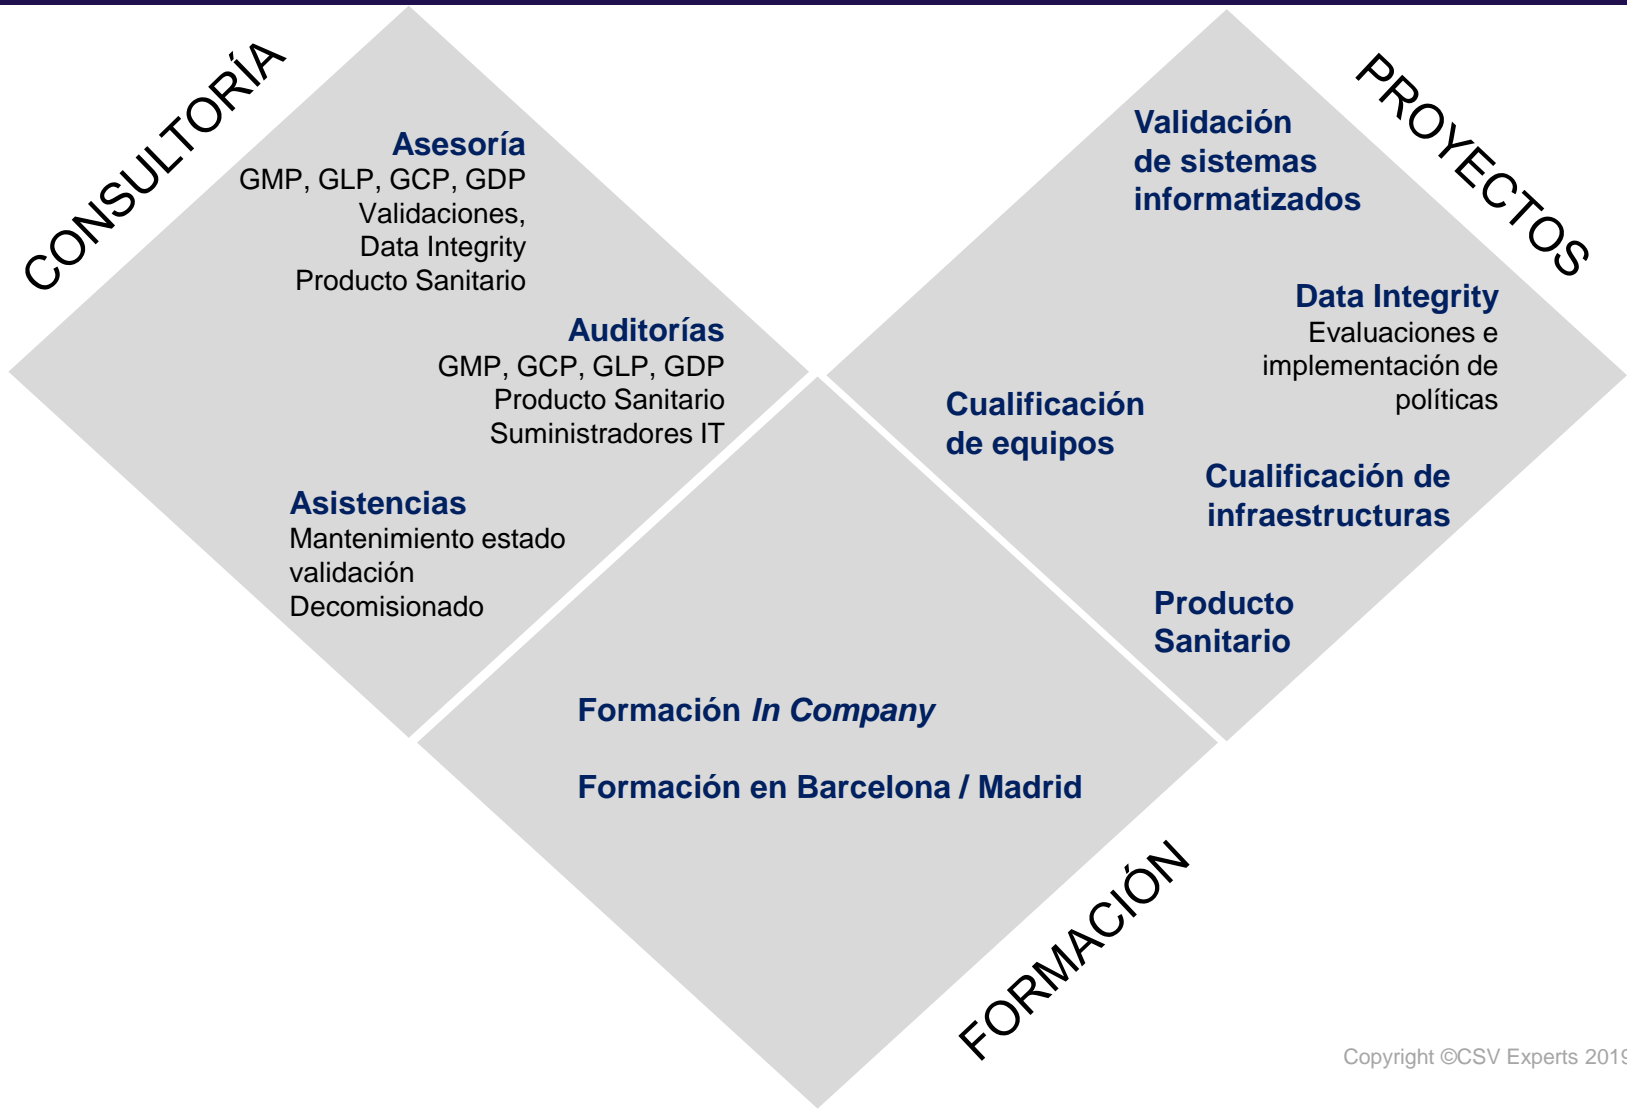 CONSULTORÍA
Asesoría
GMP, GLP, GCP, GDP
Validaciones,
Data Integrity
Producto Sanitario
Auditorías
GMP, GCP, GLP, GDP
Producto Sanitario
Suministradores IT
Asistencias
Mantenimiento estado
validación
Decomisionado
PROYECTOS
Validación
de sistemas
informatizados
Data Integrity
Evaluaciones e
implementación de
políticas
Cualificación
de equipos
Cualificación de
infraestructuras
Producto
Sanitario
Formación In Company
Formación en Barcelona / Madrid
FORMACIÓN
Copyright ©CSV Experts 2019